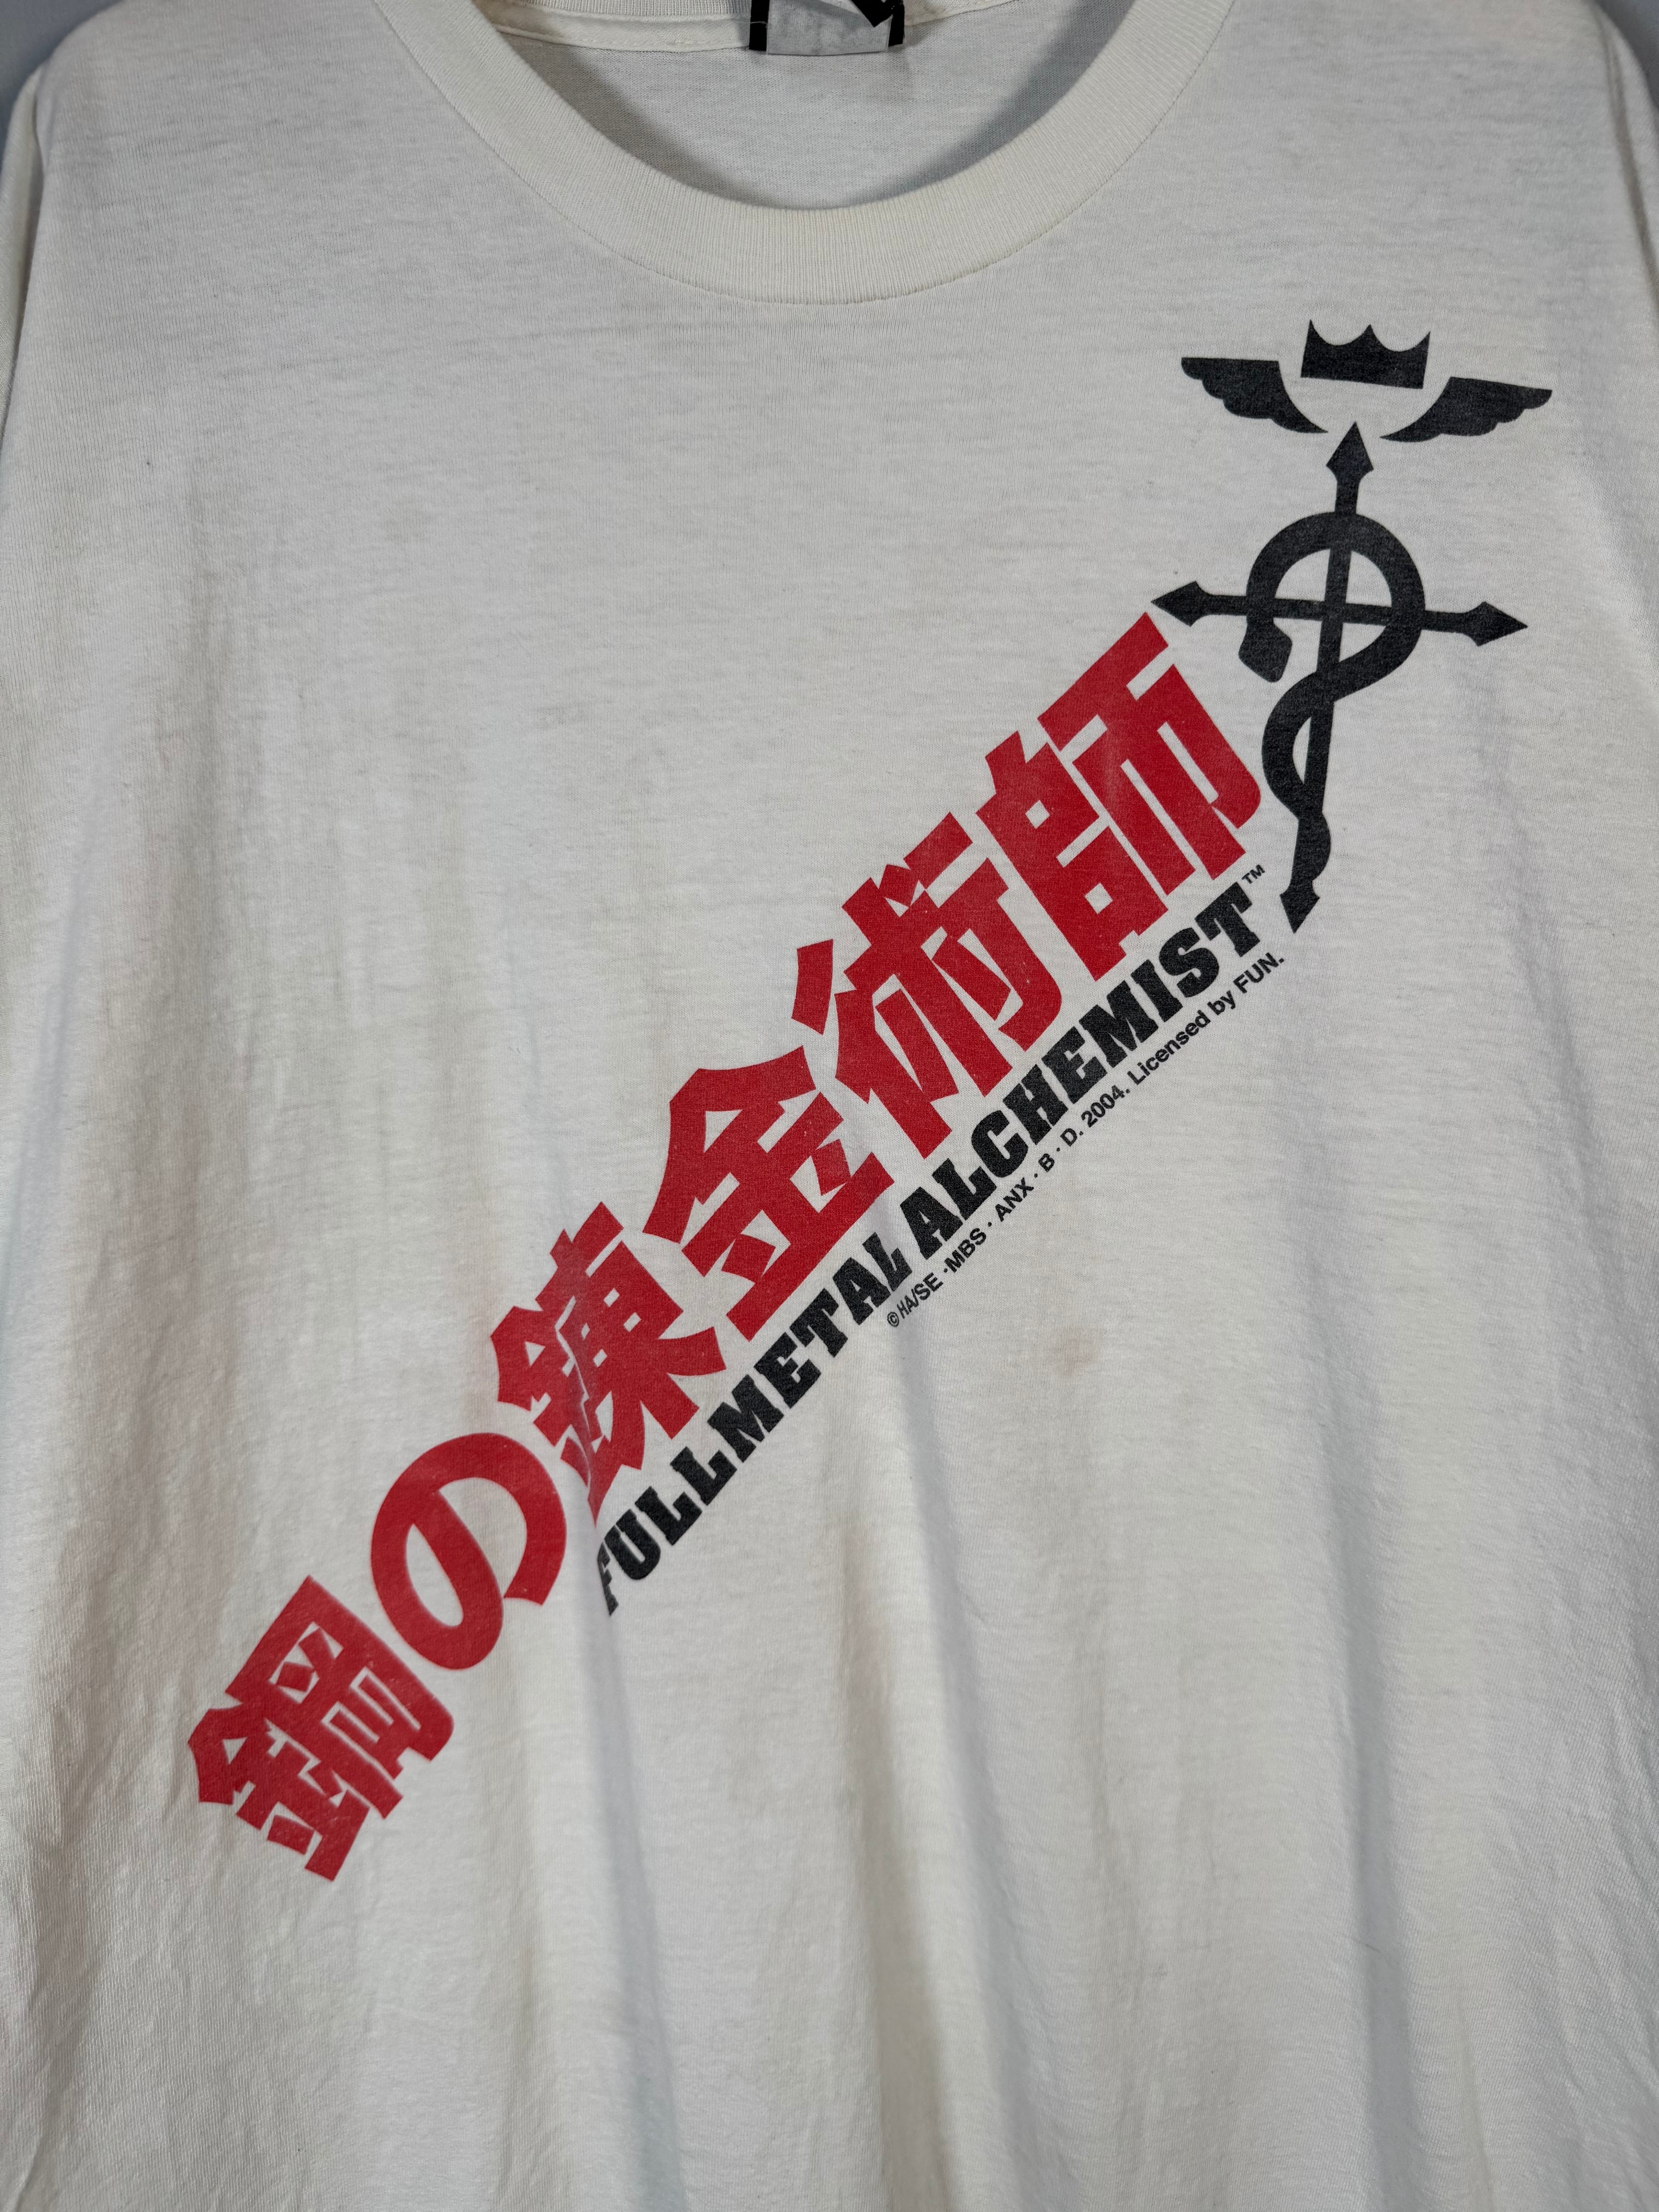 鋼の錬金術師
FULLMETAL ALCHEMIST™
©HA/SE ·MBS · ANX · B · D. 2004. Licensed by FUN.